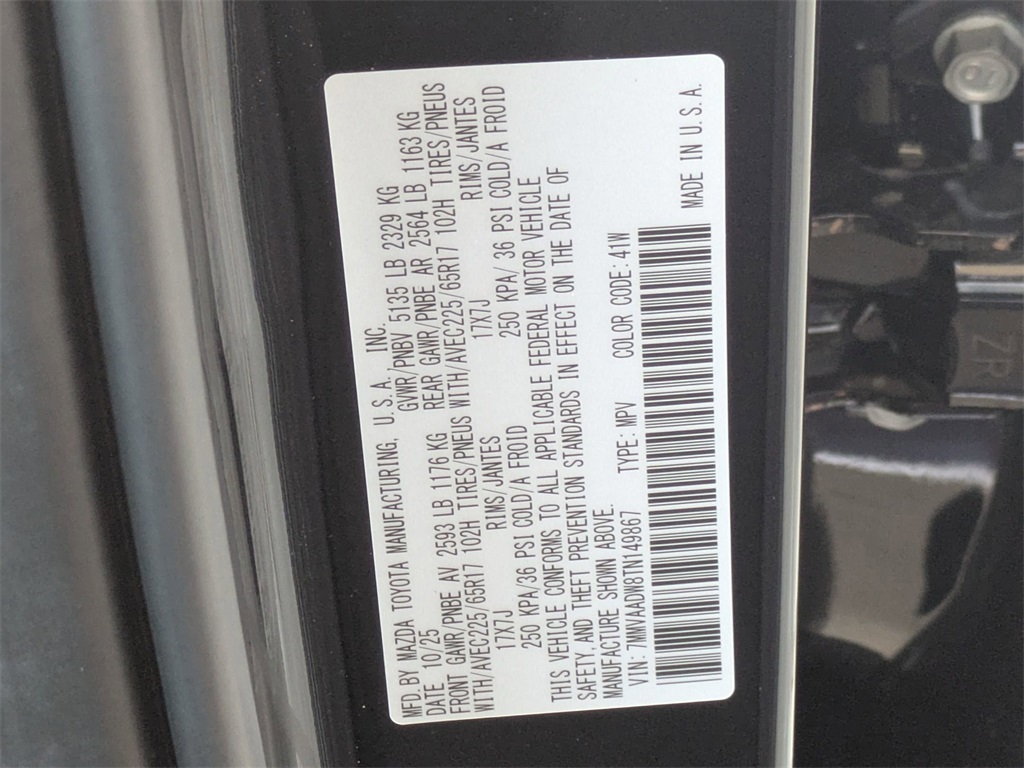 MFD. BY MAZDA TOYOTA MANUFACTURING, U. S. A. INC.
DATE 10/25 GVWR/PNBV 5135 LB 2329 KG
FRONT GAWR/PNBE AV 2593 LB 1176 KG REAR GAWR/PNBE AR 2564 LB 1163 KG
WITH/AVEC225/65R17 102H TIRES/PNEUS WITH/AVEC225/65R17 102H TIRES/PNEUS
17X7J RIMS/JANTES 17X7J RIMS/JANTES
250 KPA/36 PSI COLD/A FROID 250 KPA/ 36 PSI COLD/A FROID
THIS VEHICLE CONFORMS TO ALL APPLICABLE FEDERAL MOTOR VEHICLE
SAFETY, AND THEFT PREVENTION STANDARDS IN EFFECT ON THE DATE OF
MANUFACTURE SHOWN ABOVE.
VIN: 7MMVAADW8TN149867 TYPE: MPV COLOR CODE: 41W
MADE IN U. S. A.
ZR